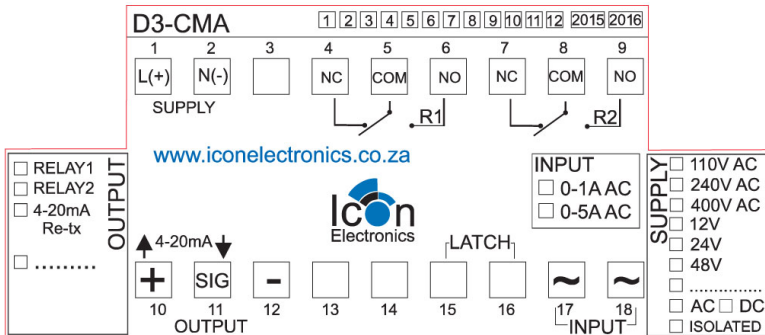 D3-CMA 1 2 3 4 5 6 7 8 9 10 11 12 2015 2016
1 2 3 4 5 6 7 8 9
L(+) N(-) NC COM NO NC COM NO
SUPPLY
R1 R2
www.iconelectronics.co.za
OUTPUT
RELAY1
RELAY2
4-20mA
Re-tx
.........
INPUT
0-1A AC
0-5A AC
SUPPLY
110V AC
240V AC
400V AC
12V
24V
48V
..............
AC DC
ISOLATED
Icon
Electronics
4-20mA
LATCH
+ SIG - ~ ~
10 11 12 13 14 15 16 17 18
OUTPUT INPUT